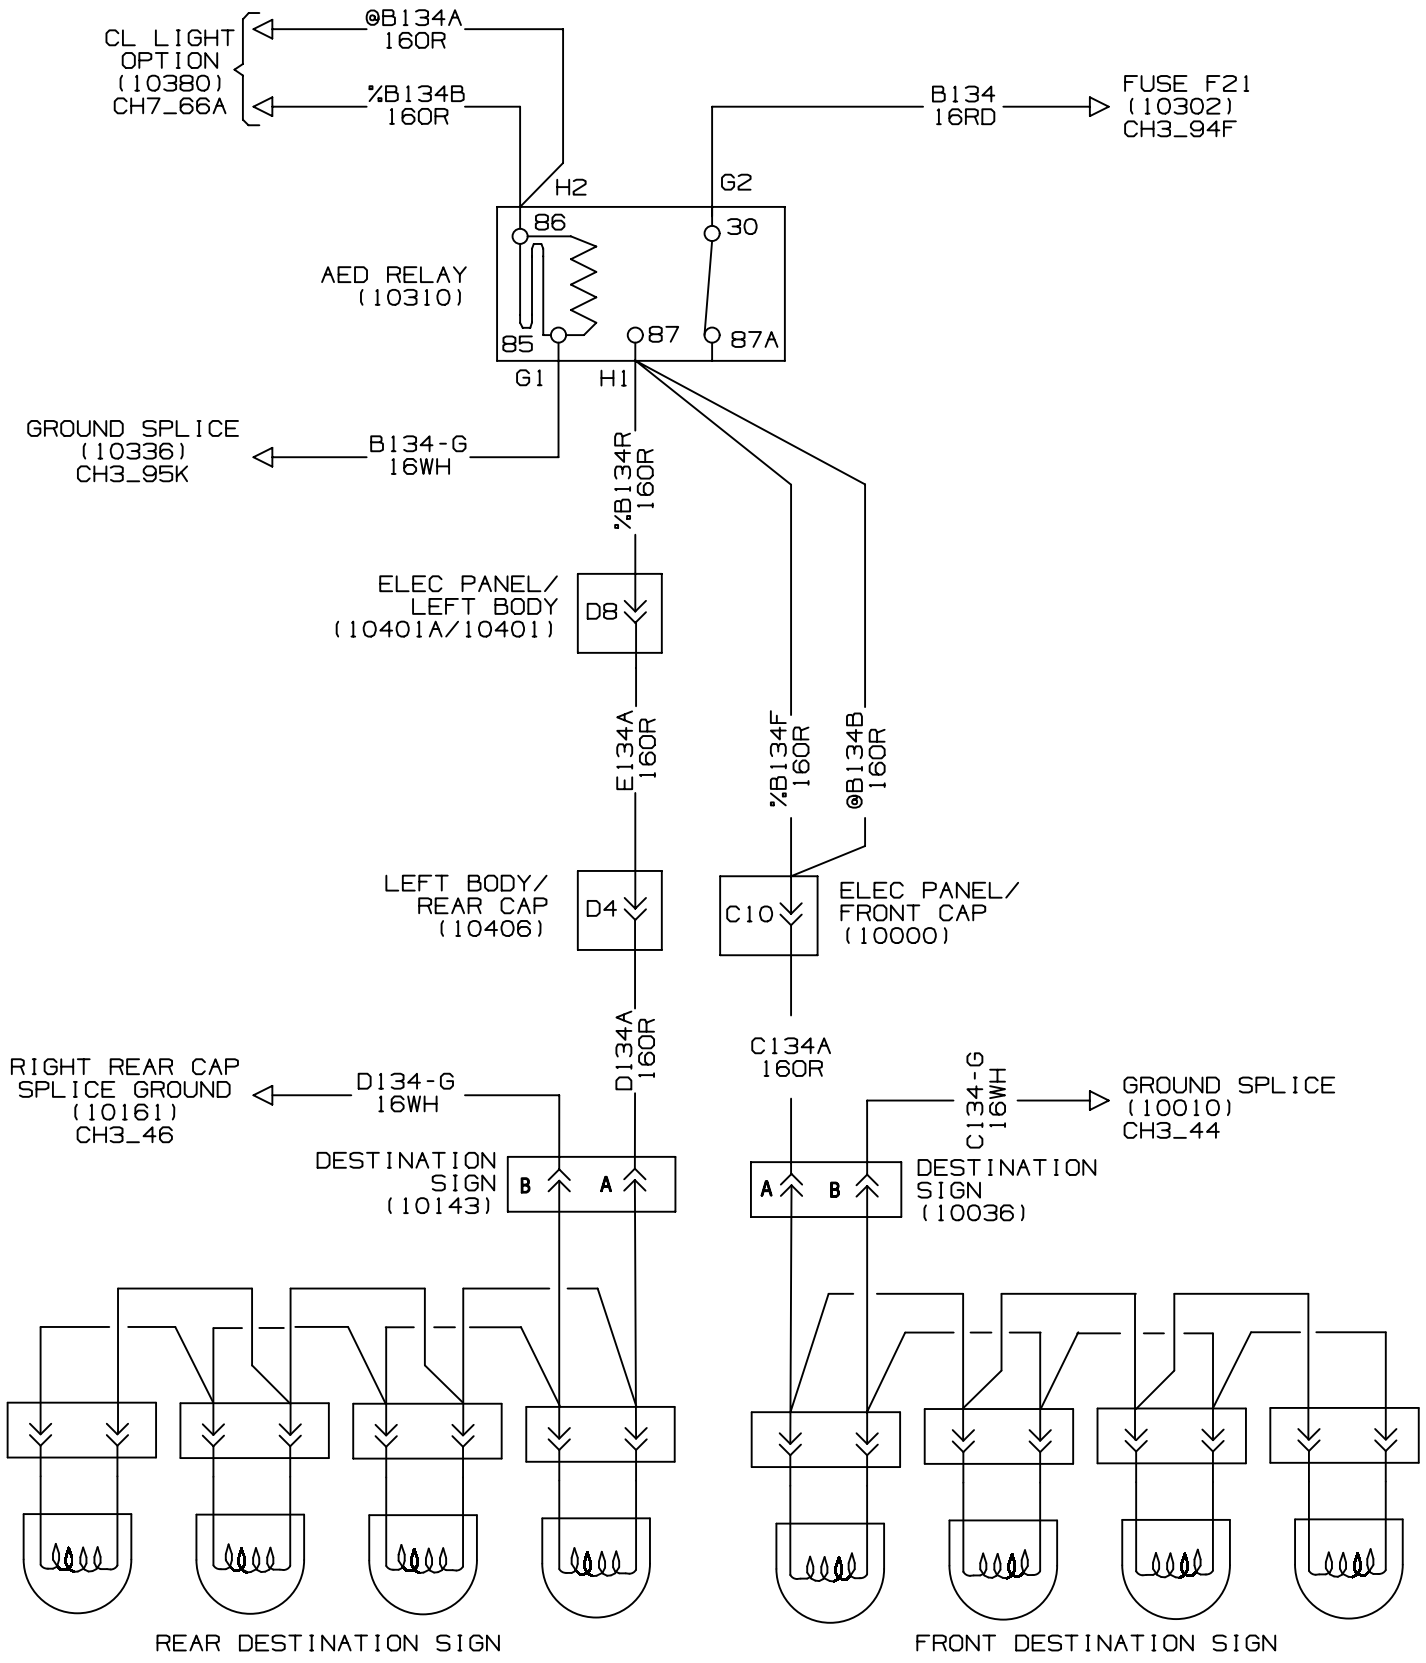 @B134A
16OR
CL LIGHT
OPTION
(10380)
CH7_66A
%B134B
16OR
B134
16RD
FUSE F21
(10302)
CH3_94F
H2
G2
86
30
AED RELAY
(10310)
85
87
87A
G1
H1
GROUND SPLICE
(10336)
CH3_95K
B134-G
16WH
%B134R
16OR
ELEC PANEL/
LEFT BODY
(10401A/10401)
D8
E134A
16OR
%B134F
16OR
@B134B
16OR
LEFT BODY/
REAR CAP
(10406)
D4
C10
ELEC PANEL/
FRONT CAP
(10000)
D134A
16OR
C134A
16OR
RIGHT REAR CAP
SPLICE GROUND
(10161)
CH3_46
D134-G
16WH
C134-G
16WH
GROUND SPLICE
(10010)
CH3_44
DESTINATION
SIGN
(10143)
B
A
A
B
DESTINATION
SIGN
(10036)
REAR DESTINATION SIGN
FRONT DESTINATION SIGN